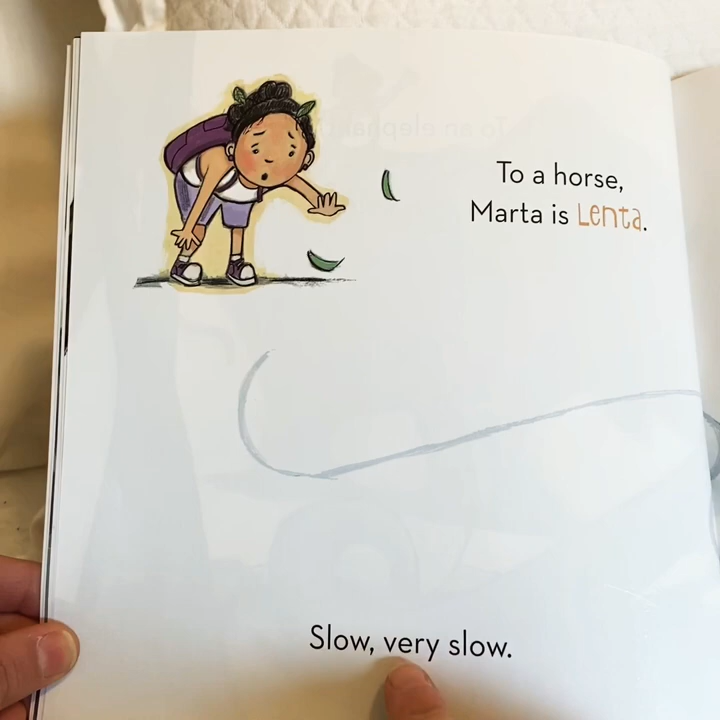 To a horse,
Marta is Lenta.
Slow, very slow.